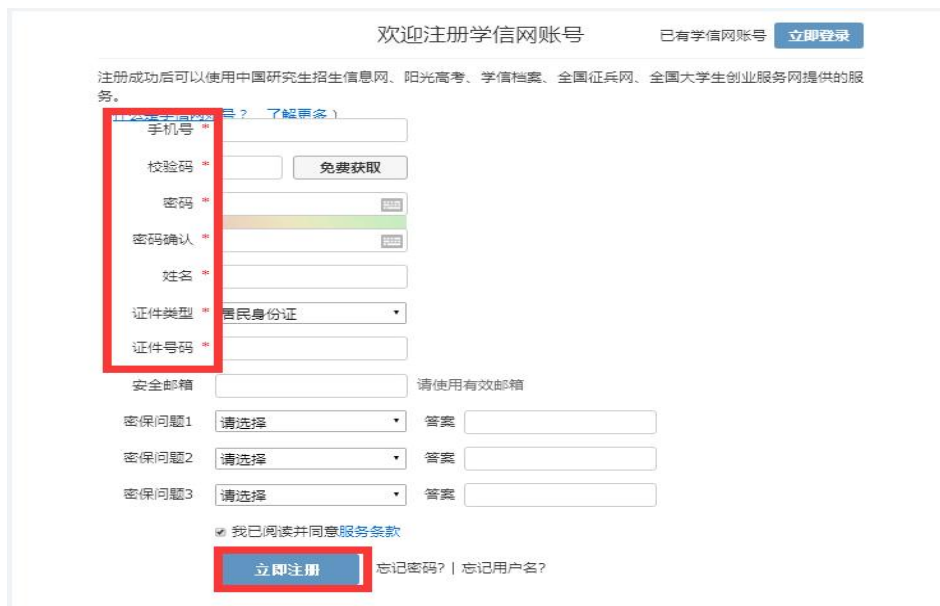 欢迎注册学信网账号
已有学信网账号 立即登录
注册成功后可以使用中国研究生招生信息网、阳光高考、学信档案、全国征兵网、全国大学生创业服务网提供的服
务。
什么是学信网账号？ 了解更多）
手机号 *
校验码 * 免费获取
密码 *
密码确认 *
姓名 *
证件类型 * 居民身份证
证件号码 *
安全邮箱 请使用有效邮箱
密保问题1 请选择 答案
密保问题2 请选择 答案
密保问题3 请选择 答案
我已阅读并同意服务条款
立即注册 忘记密码? | 忘记用户名?